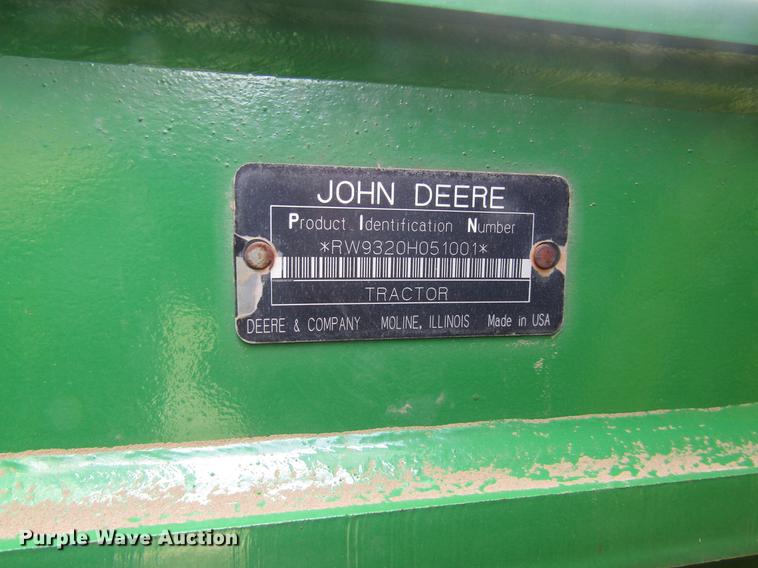 JOHN DEERE
Product Identification Number
*RW9320H051001*
TRACTOR
DEERE & COMPANY MOLINE, ILLINOIS Made in USA
Purple Wave Auction